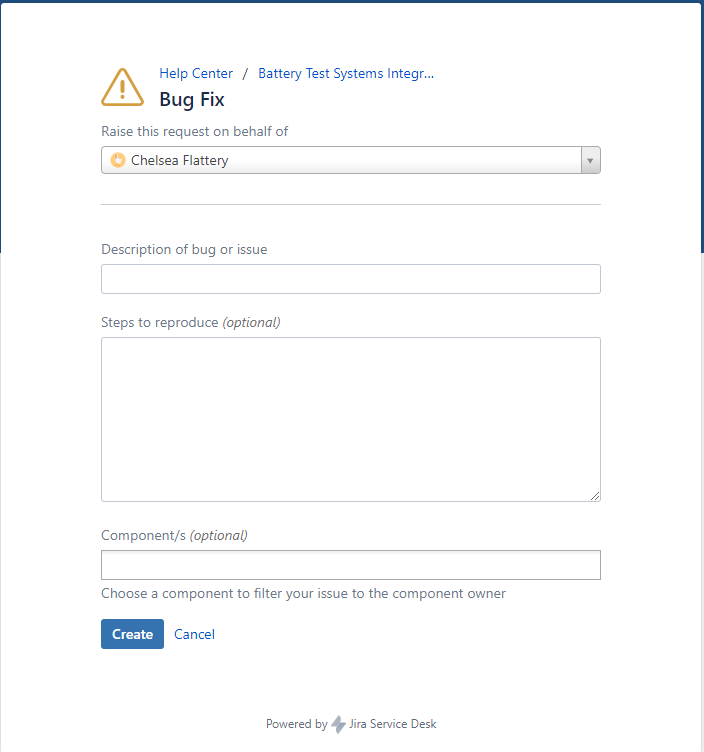 Help Center / Battery Test Systems Integr...
Bug Fix
Raise this request on behalf of
Chelsea Flattery
Description of bug or issue
Steps to reproduce (optional)
Component/s (optional)
Choose a component to filter your issue to the component owner
Create Cancel
Powered by Jira Service Desk